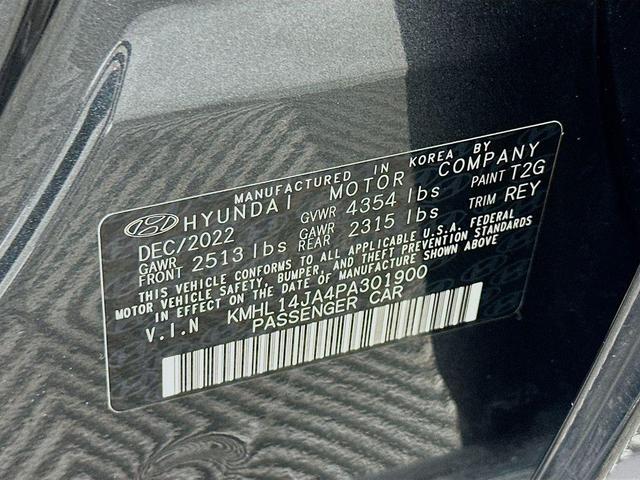 MANUFACTURED IN KOREA BY
HYUNDAI MOTOR COMPANY
DEC/2022 GVWR 4354 lbs PAINT T2G
GAWR FRONT 2513 lbs GAWR REAR 2315 lbs TRIM REY
THIS VEHICLE CONFORMS TO ALL APPLICABLE U.S.A. FEDERAL
MOTOR VEHICLE SAFETY, BUMPER, AND THEFT PREVENTION STANDARDS
IN EFFECT ON THE DATE OF MANUFACTURE SHOWN ABOVE
V.I.N KMHL14JA4PA301900
PASSENGER CAR